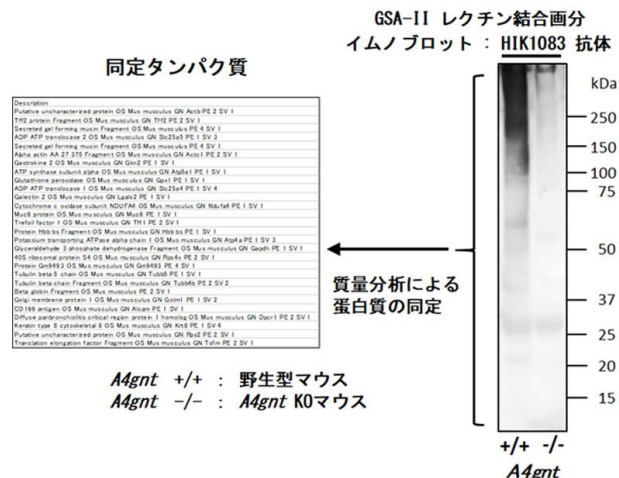 GSA-II レクチン結合画分
イムノブロット : HIK1083 抗体
同定タンパク質
Description
Putative uncharacterized protein OS Mus musculus GN Actb PE 2 SV 1
Tff2 protein Fragment OS Mus musculus GN Tff2 PE 2 SV 1
Secreted gel forming mucin Fragment OS Mus musculus PE 4 SV 1
ADP ATP translocase 2 OS Mus musculus GN Slc25a5 PE 1 SV 3
Secreted gel forming mucin Fragment OS Mus musculus PE 4 SV 1
Alpha actin AA 27 375 Fragment OS Mus musculus GN Actc1 PE 2 SV 1
Gastrokine 2 OS Mus musculus GN Gkn2 PE 1 SV 1
ATP synthase subunit alpha OS Mus musculus GN Atp5a1 PE 1 SV 1
Glutathione peroxidase OS Mus musculus GN Gpx1 PE 1 SV 1
ADP ATP translocase 1 OS Mus musculus GN Slc25a4 PE 1 SV 4
Galectin 2 OS Mus musculus GN Lgals2 PE 1 SV 1
Cytochrome c oxidase subunit NDUFA4 OS Mus musculus GN Ndufa4 PE 1 SV 1
Muc6 protein OS Mus musculus GN Muc6 PE 1 SV 1
Trefoil factor 1 OS Mus musculus GN Tff1 PE 2 SV 1
Protein Hbb bs Fragment OS Mus musculus GN Hbb bs PE 1 SV 1
Potassium transporting ATPase alpha chain 1 OS Mus musculus GN Atp4a PE 1 SV 3
Glyceraldehyde 3 phosphate dehydrogenase Fragment OS Mus musculus GN Gapdh PE 1 SV 1
40S ribosomal protein S4 OS Mus musculus GN Rps4x PE 2 SV 1
Protein Gm9493 OS Mus musculus GN Gm9493 PE 4 SV 1
Tubulin beta 5 chain OS Mus musculus GN Tubb5 PE 1 SV 1
Tubulin beta chain Fragment OS Mus musculus GN Tubb4b PE 2 SV 2
Beta globin Fragment OS Mus musculus PE 2 SV 1
Golgi membrane protein 1 OS Mus musculus GN Golm1 PE 1 SV 2
CD166 antigen OS Mus musculus GN Alcam PE 1 SV 1
Diffuse panbronchiolitis critical region protein 1 homolog OS Mus musculus GN Dpcr1 PE 2 SV 1
Keratin type II cytoskeletal 8 OS Mus musculus GN Krt8 PE 1 SV 4
Putative uncharacterized protein OS Mus musculus GN Rps2 PE 2 SV 1
Translation elongation factor Fragment OS Mus musculus GN Tufm PE 2 SV 1
質量分析による
蛋白質の同定
kDa
250
150
100
75
50
37
25
20
15
A4gnt +/+ : 野生型マウス
A4gnt -/- : A4gnt KOマウス
+/+ -/-
A4gnt